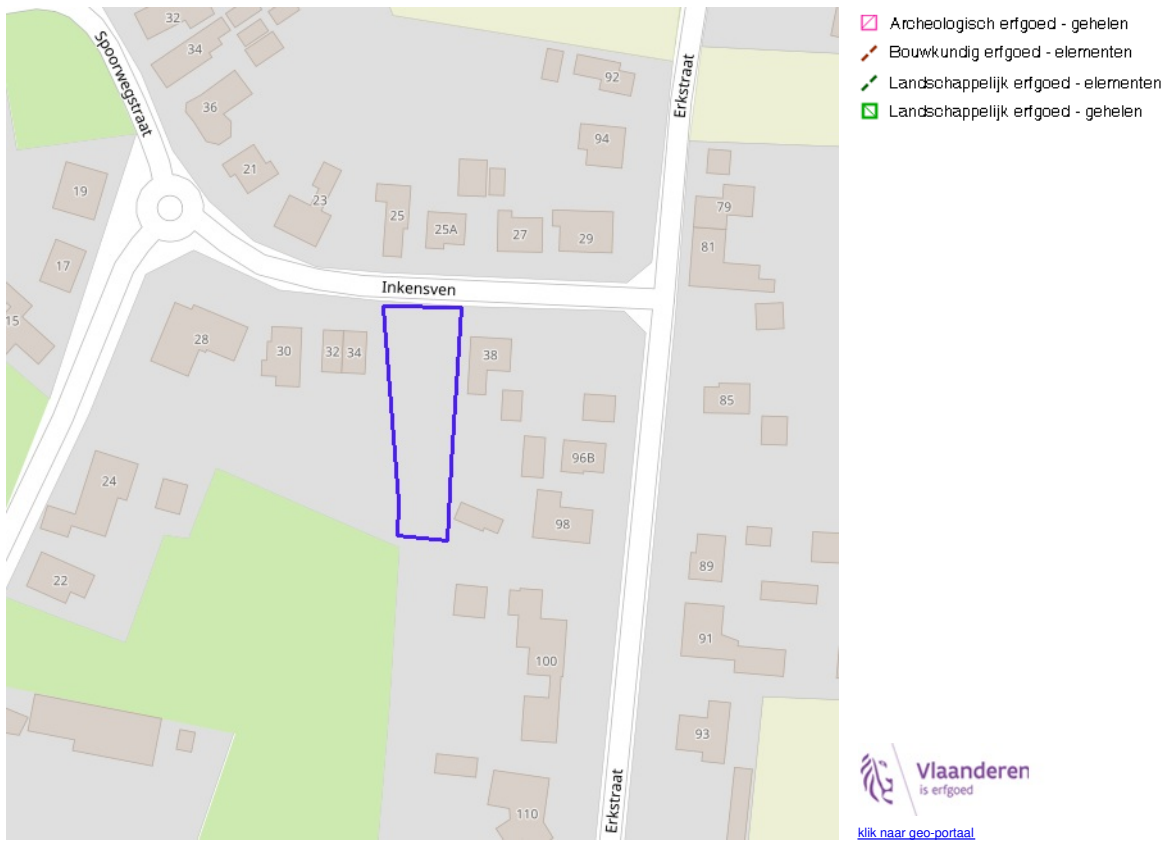 Archeologisch erfgoed - gehelen
Bouwkundig erfgoed - elementen
Landschappelijk erfgoed - elementen
Landschappelijk erfgoed - gehelen
32
34
Spoorwegstraat
36
Erkstraat
92
94
21
19
23
79
25
25A
27
29
81
17
Inkensven
15
28
30
32
34
38
85
96B
24
98
89
22
91
100
93
Erkstraat
110
Vlaanderen
is erfgoed
klik naar geo-portaal